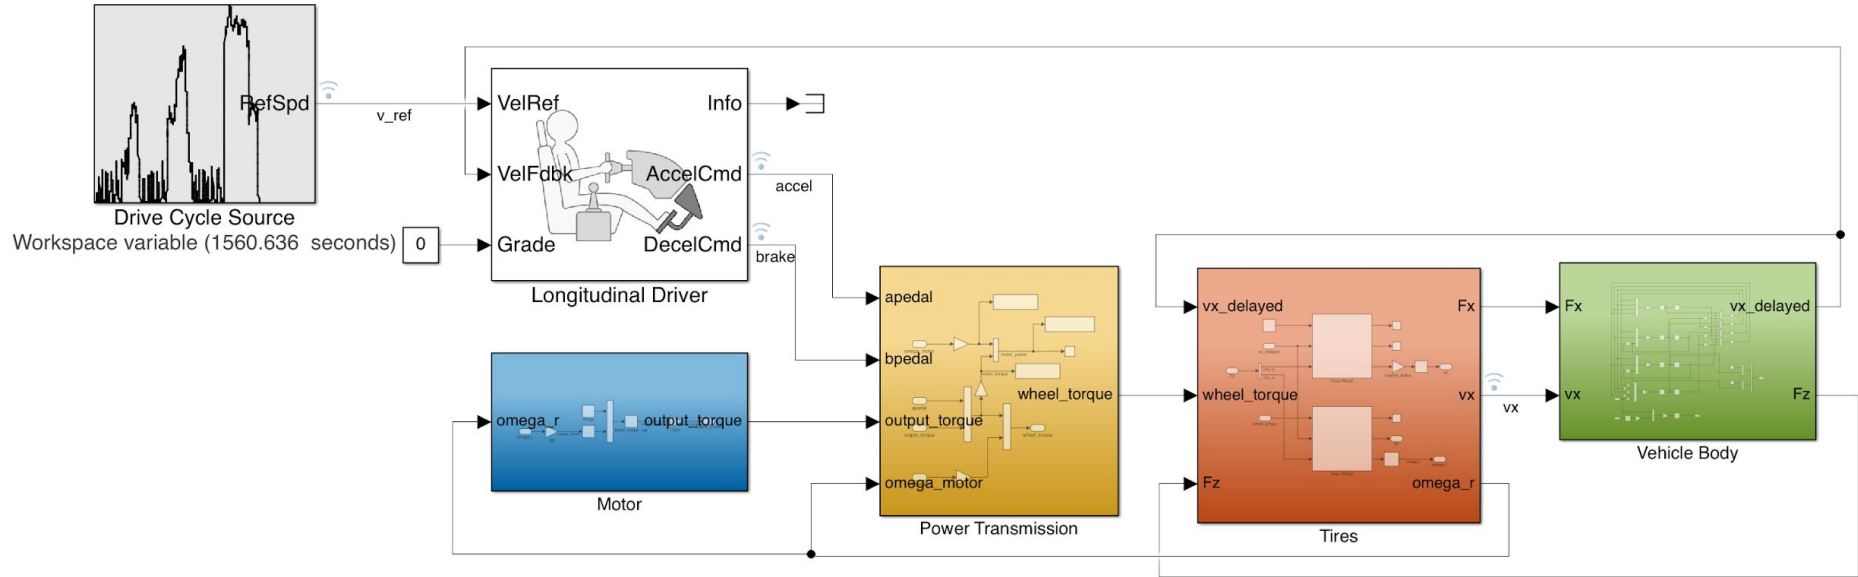 RefSpd
Drive Cycle Source
Workspace variable (1560.636 seconds)
v_ref
0
VelRef
VelFdbk
Grade
Info
AccelCmd
DecelCmd
Longitudinal Driver
accel
brake
omega_r
output_torque
Motor
apedal
bpedal
output_torque
omega_motor
wheel_torque
Power Transmission
vx_delayed
wheel_torque
Fz
Fx
vx
omega_r
Tires
vx
Fx
vx
vx_delayed
Fz
Vehicle Body